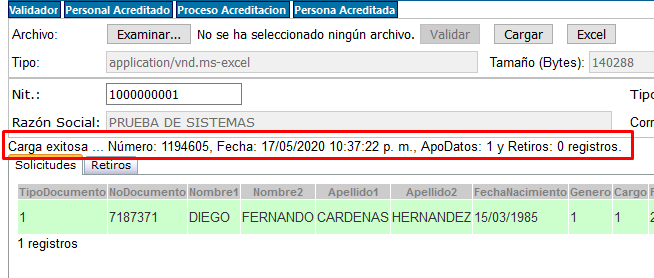 Validador Personal Acreditado Proceso Acreditacion Persona Acreditada
Archivo: Examinar... No se ha seleccionado ningún archivo. Validar Cargar Excel
Tipo: application/vnd.ms-excel Tamaño (Bytes): 140288
Nit.: 1000000001 Tipo
Razón Social: PRUEBA DE SISTEMAS Corr
Carga exitosa ... Número: 1194605, Fecha: 17/05/2020 10:37:22 p. m., ApoDatos: 1 y Retiros: 0 registros.
Solicitudes Retiros
TipoDocumento NoDocumento Nombre1 Nombre2 Apellido1 Apellido2 FechaNacimiento Genero Cargo F
1 7187371 DIEGO FERNANDO CARDENAS HERNANDEZ 15/03/1985 1 1
1 registros